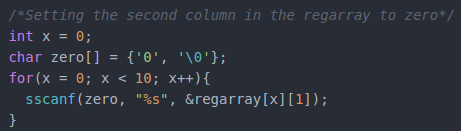 /*Setting the second column in the regarray to zero*/
int x = 0;
char zero[] = {'0', '\0'};
for(x = 0; x < 10; x++){
  sscanf(zero, "%s", &regarray[x][1]);
}